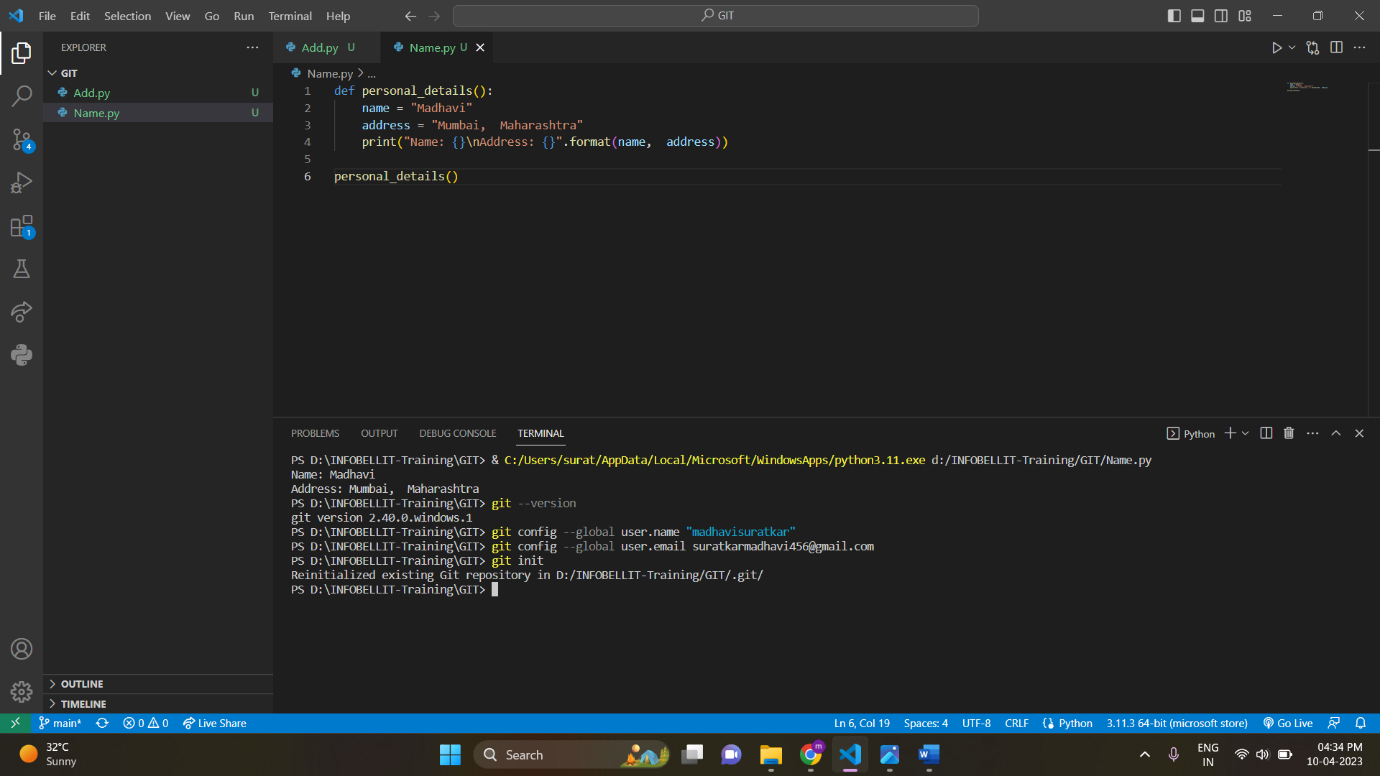 File Edit Selection View Go Run Terminal Help
GIT
EXPLORER
GIT
Add.py U
Name.py U
4
1
OUTLINE
TIMELINE
Add.py U
Name.py U
Name.py > ...
1 def personal_details():
2 name = "Madhavi"
3 address = "Mumbai,  Maharashtra"
4 print("Name: {}\nAddress: {}".format(name,  address))
5
6 personal_details()
PROBLEMS OUTPUT DEBUG CONSOLE TERMINAL
Python
PS D:\INFOBELLIT-Training\GIT> & C:/Users/surat/AppData/Local/Microsoft/WindowsApps/python3.11.exe d:/INFOBELLIT-Training/GIT/Name.py
Name: Madhavi
Address: Mumbai,  Maharashtra
PS D:\INFOBELLIT-Training\GIT> git --version
git version 2.40.0.windows.1
PS D:\INFOBELLIT-Training\GIT> git config --global user.name "madhavisuratkar"
PS D:\INFOBELLIT-Training\GIT> git config --global user.email suratkarmadhavi456@gmail.com
PS D:\INFOBELLIT-Training\GIT> git init
Reinitialized existing Git repository in D:/INFOBELLIT-Training/GIT/.git/
PS D:\INFOBELLIT-Training\GIT>
main* 0 0 Live Share Ln 6, Col 19 Spaces: 4 UTF-8 CRLF Python 3.11.3 64-bit (microsoft store) Go Live
32°C
Sunny
Search
m
ENG
IN
04:34 PM
10-04-2023